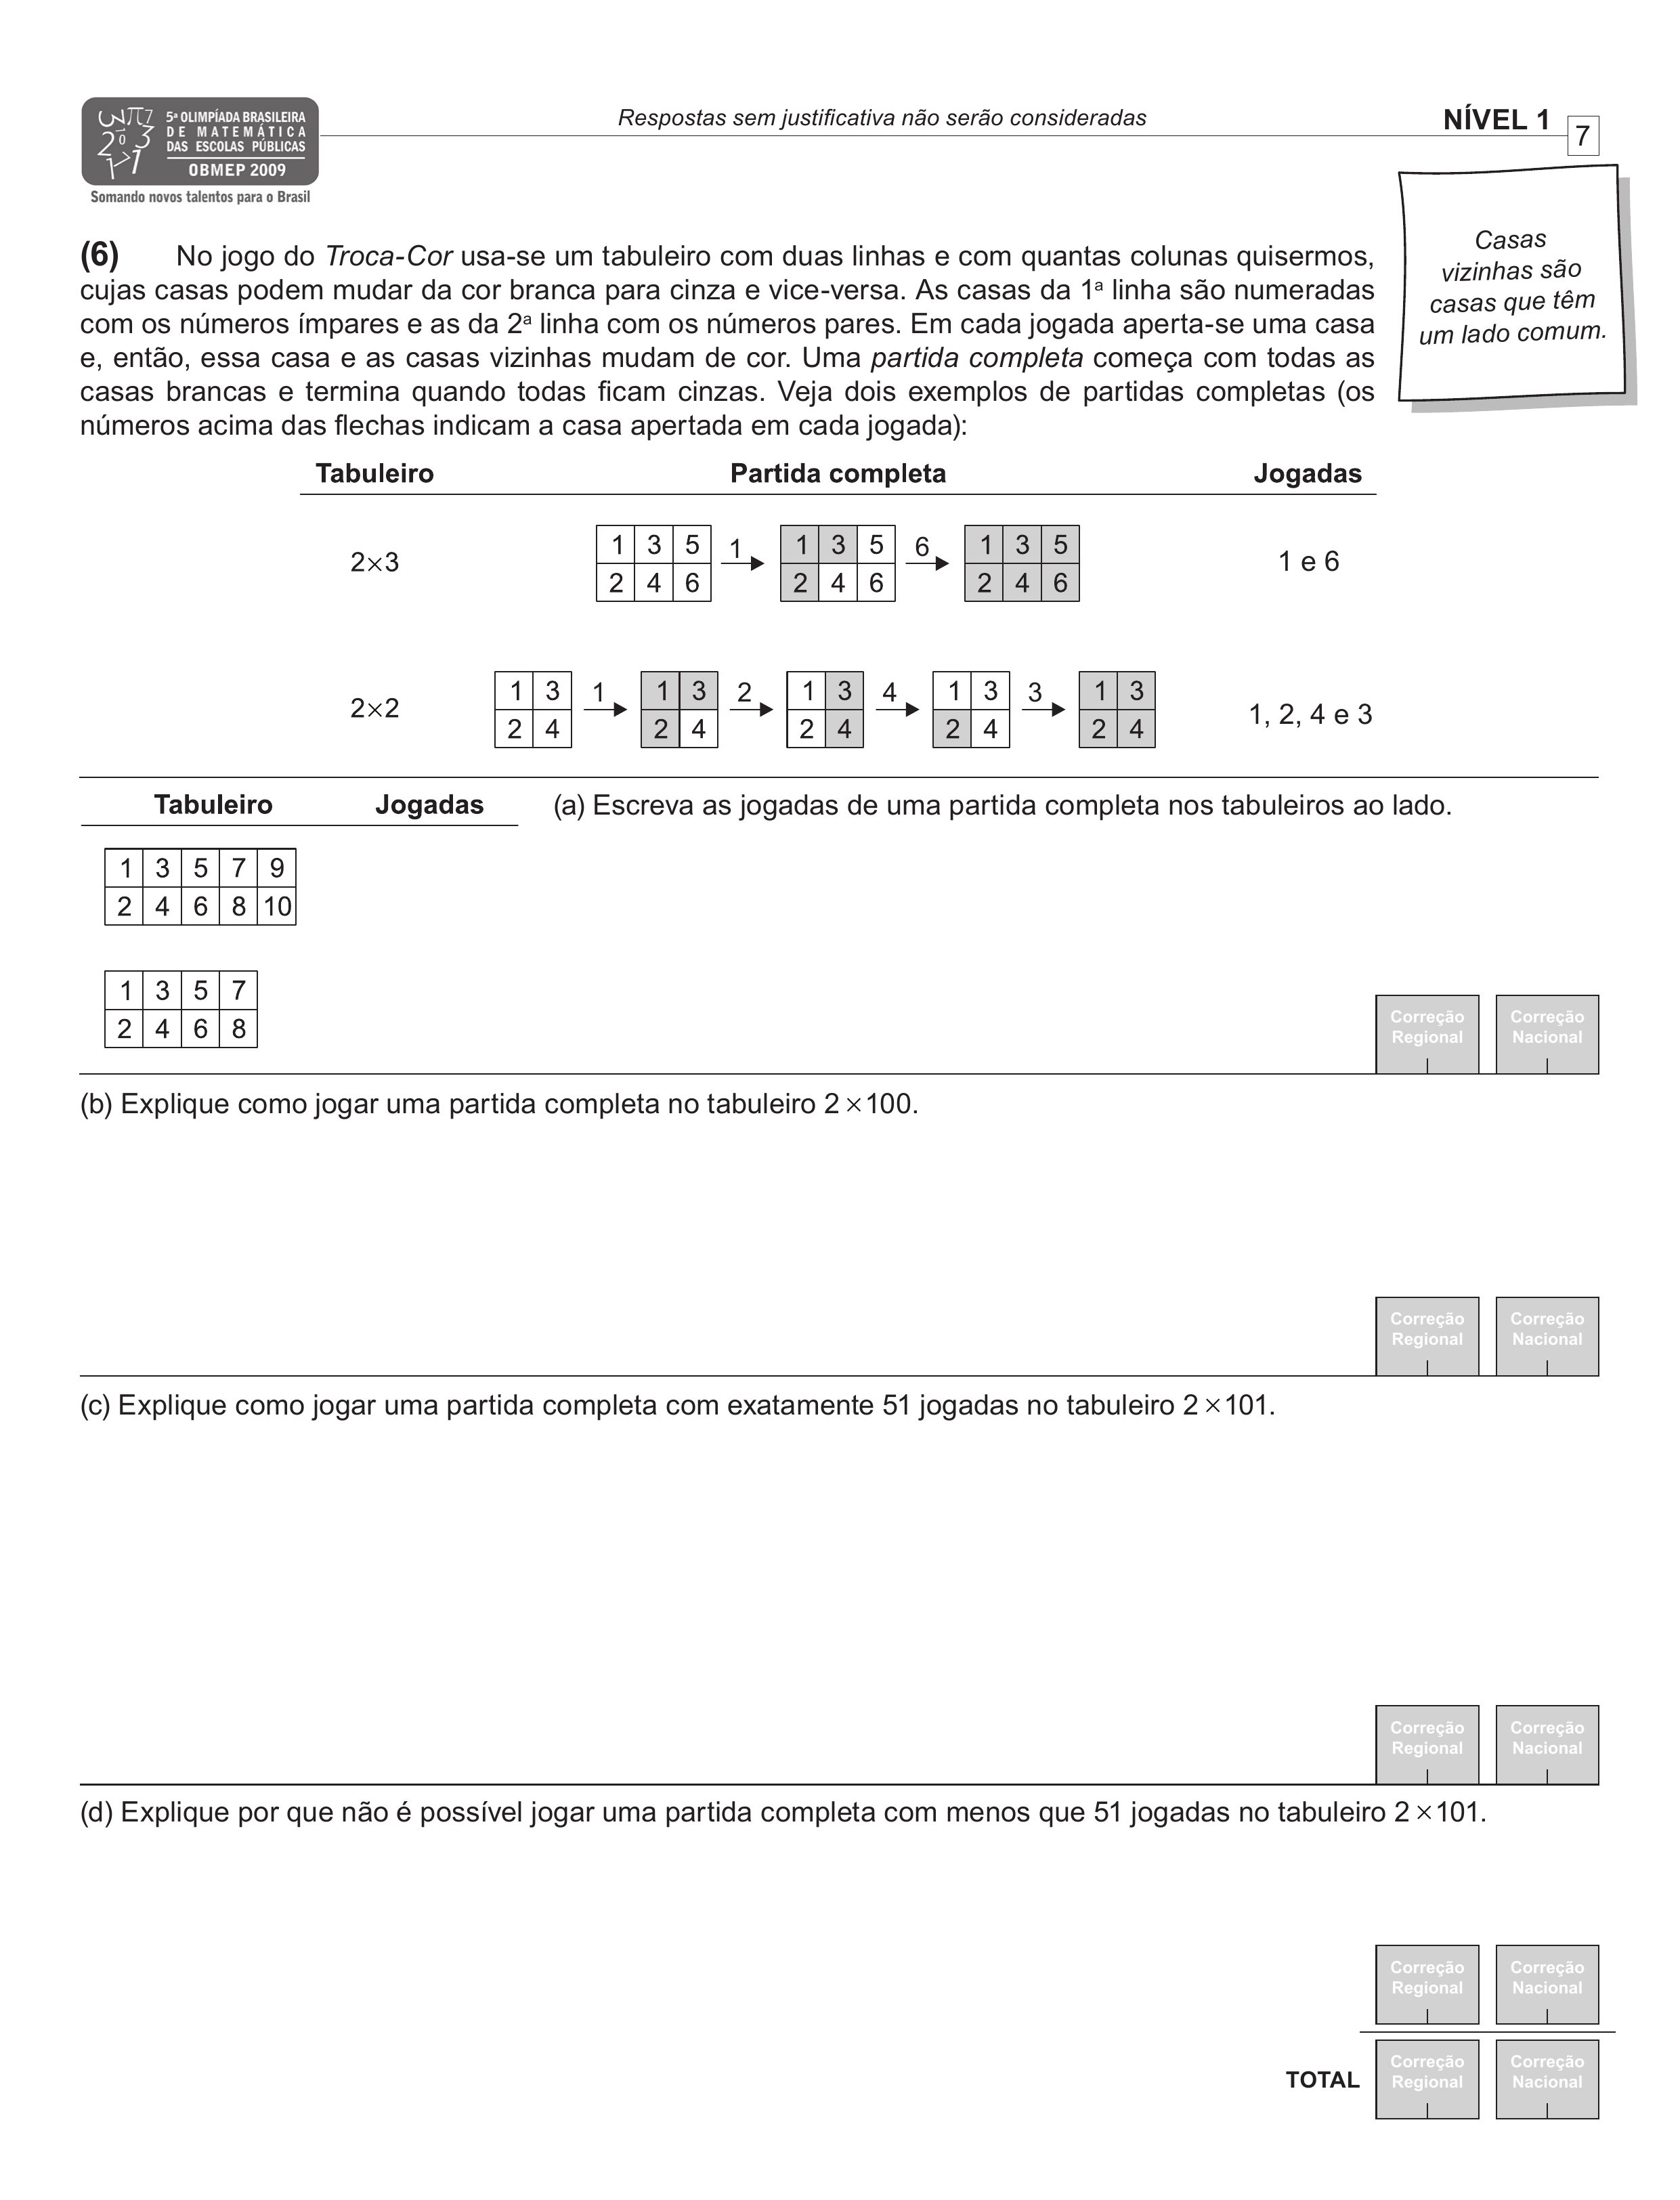 5ª OLIMPÍADA BRASILEIRA
DE MATEMÁTICA
DAS ESCOLAS PÚBLICAS
OBMEP 2009
Somando novos talentos para o Brasil
Respostas sem justificativa não serão consideradas
NÍVEL 1
7
Casas
vizinhas são
casas que têm
um lado comum.
(6) No jogo do Troca-Cor usa-se um tabuleiro com duas linhas e com quantas colunas quisermos,
cujas casas podem mudar da cor branca para cinza e vice-versa. As casas da 1ª linha são numeradas
com os números ímpares e as da 2ª linha com os números pares. Em cada jogada aperta-se uma casa
e, então, essa casa e as casas vizinhas mudam de cor. Uma partida completa começa com todas as
casas brancas e termina quando todas ficam cinzas. Veja dois exemplos de partidas completas (os
números acima das flechas indicam a casa apertada em cada jogada):
Tabuleiro Partida completa Jogadas
1 3 5 1 1 3 5 6 1 3 5
2×3 1 e 6
2 4 6 2 4 6 2 4 6
1 3 1 1 3 2 1 3 4 1 3 3 1 3
2×2 1, 2, 4 e 3
2 4 2 4 2 4 2 4 2 4
Tabuleiro Jogadas (a) Escreva as jogadas de uma partida completa nos tabuleiros ao lado.
1 3 5 7 9
2 4 6 8 10
1 3 5 7
2 4 6 8
Correção Correção
Regional Nacional
(b) Explique como jogar uma partida completa no tabuleiro 2×100.
Correção Correção
Regional Nacional
(c) Explique como jogar uma partida completa com exatamente 51 jogadas no tabuleiro 2×101.
Correção Correção
Regional Nacional
(d) Explique por que não é possível jogar uma partida completa com menos que 51 jogadas no tabuleiro 2×101.
Correção Correção
Regional Nacional
TOTAL
Correção Correção
Regional Nacional